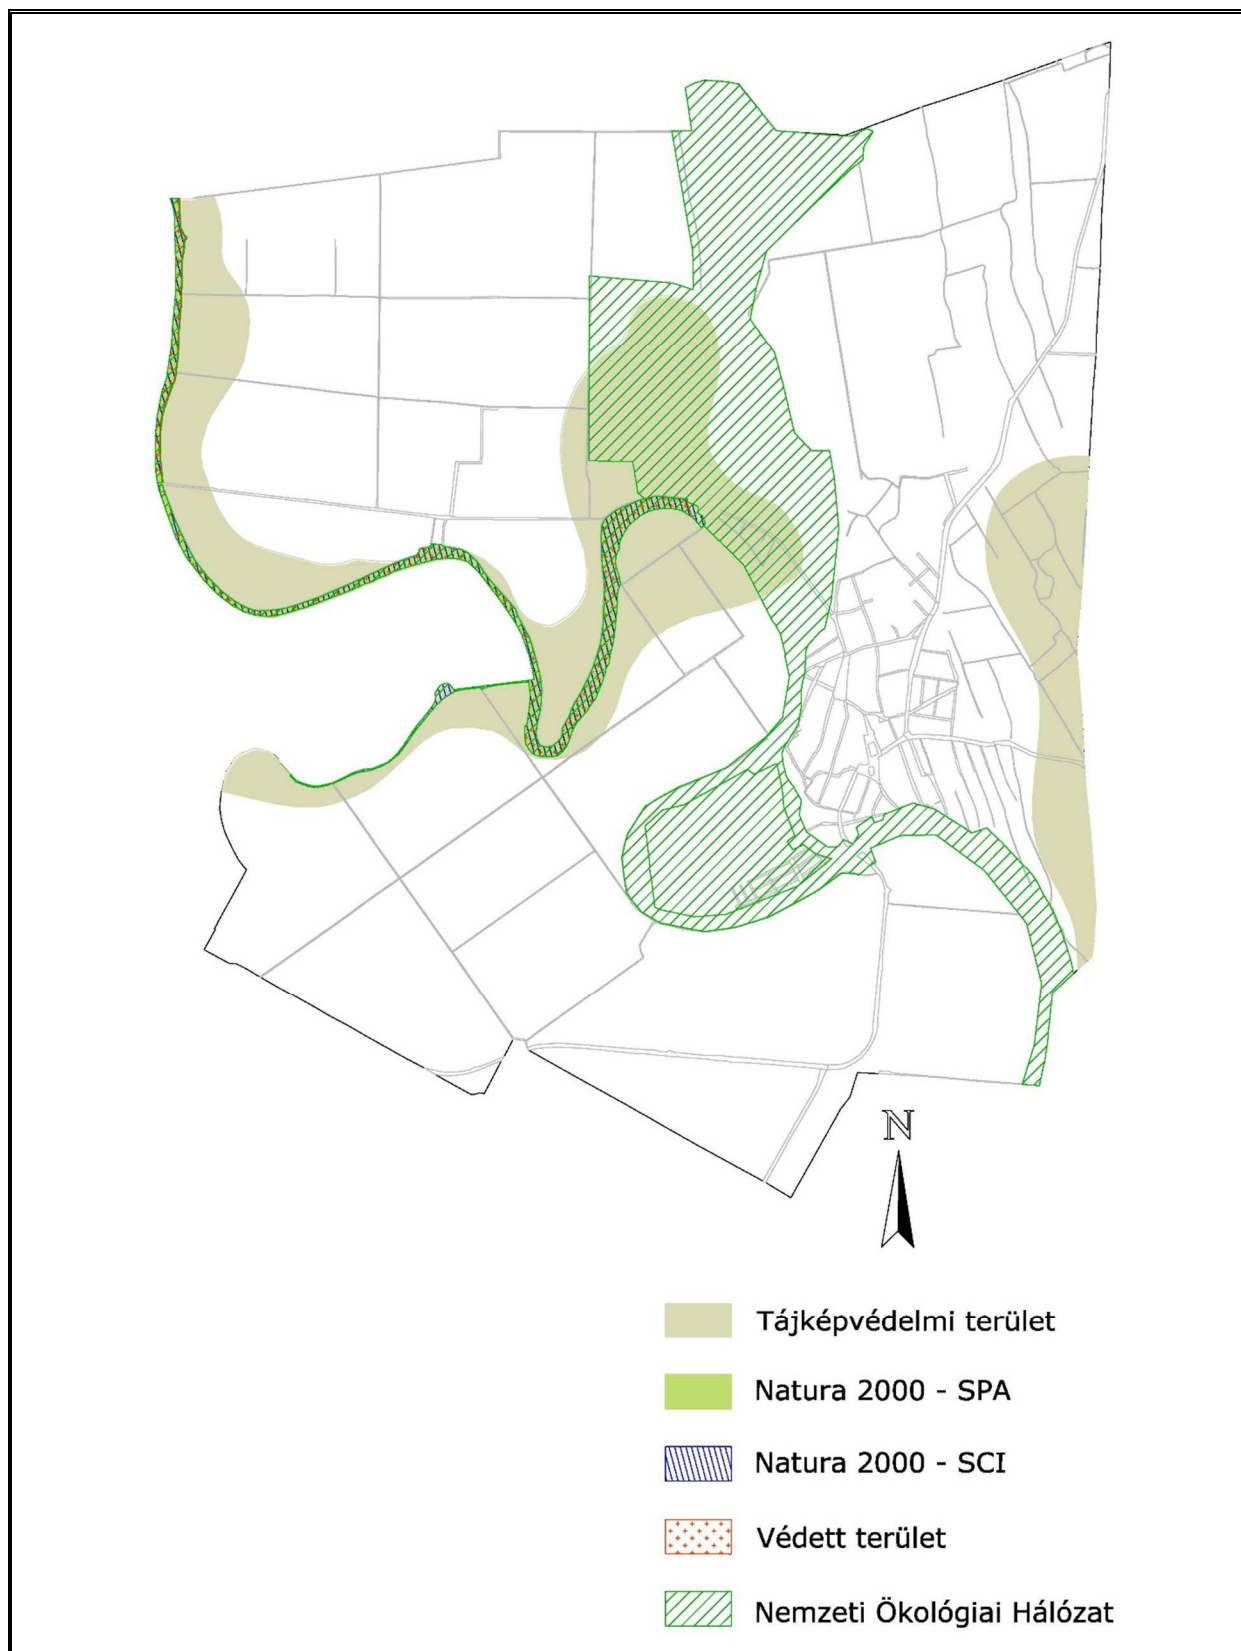 N
Tájképvédelmi terület
Natura 2000 - SPA
Natura 2000 - SCI
Védett terület
Nemzeti Ökológiai Hálózat